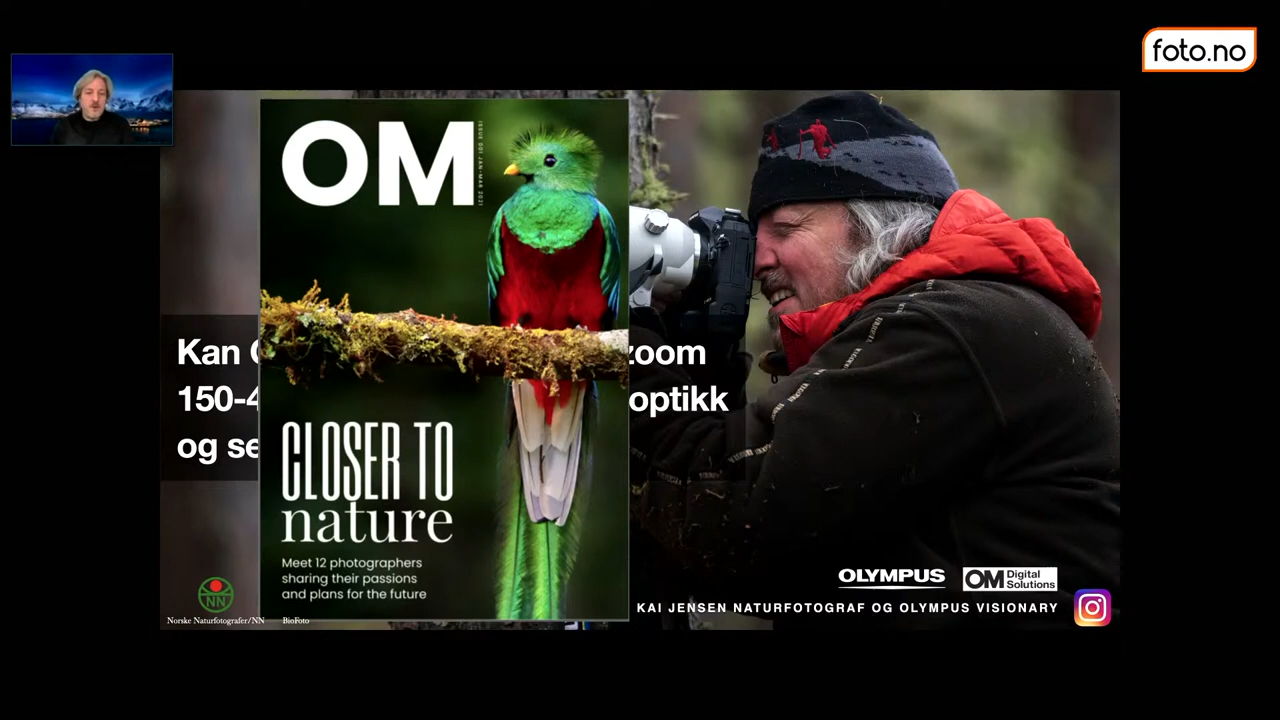 foto.no
OM
ISSUE 001 JAN-MAR 2021
Kan
zoom
150-4
optikk
og se
CLOSER TO
nature
Meet 12 photographers
sharing their passions
and plans for the future
NN
Norske Naturfotografer/NN BioFoto
OLYMPUS
OM Digital
Solutions
KAI JENSEN NATURFOTOGRAF OG OLYMPUS VISIONARY